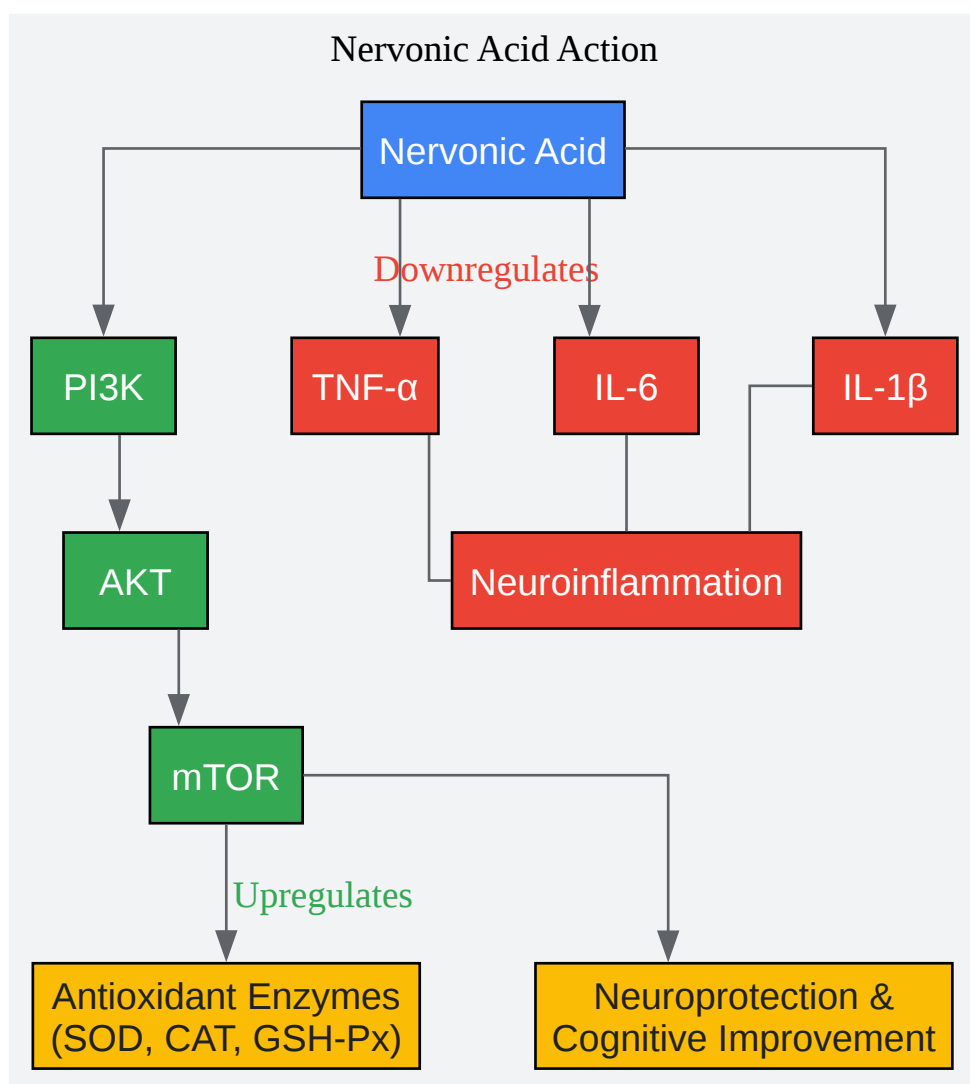 Nervonic Acid Action
Nervonic Acid
Downregulates
PI3K
TNF-α
IL-6
IL-1β
AKT
Neuroinflammation
mTOR
Upregulates
Antioxidant Enzymes
(SOD, CAT, GSH-Px)
Neuroprotection &
Cognitive Improvement